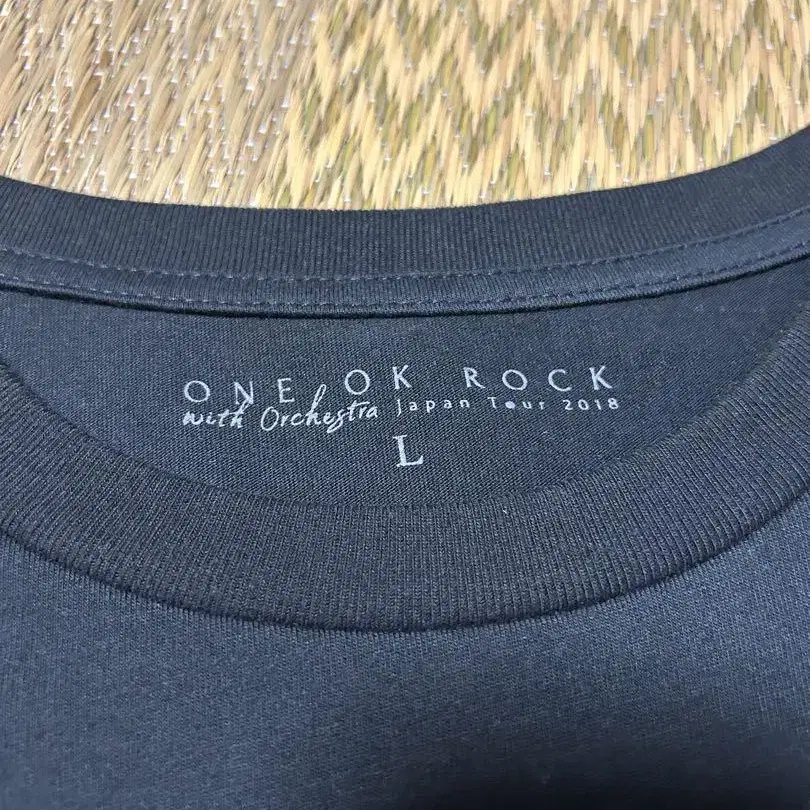 ONE OK ROCK
with Orchestra Japan Tour 2018
L